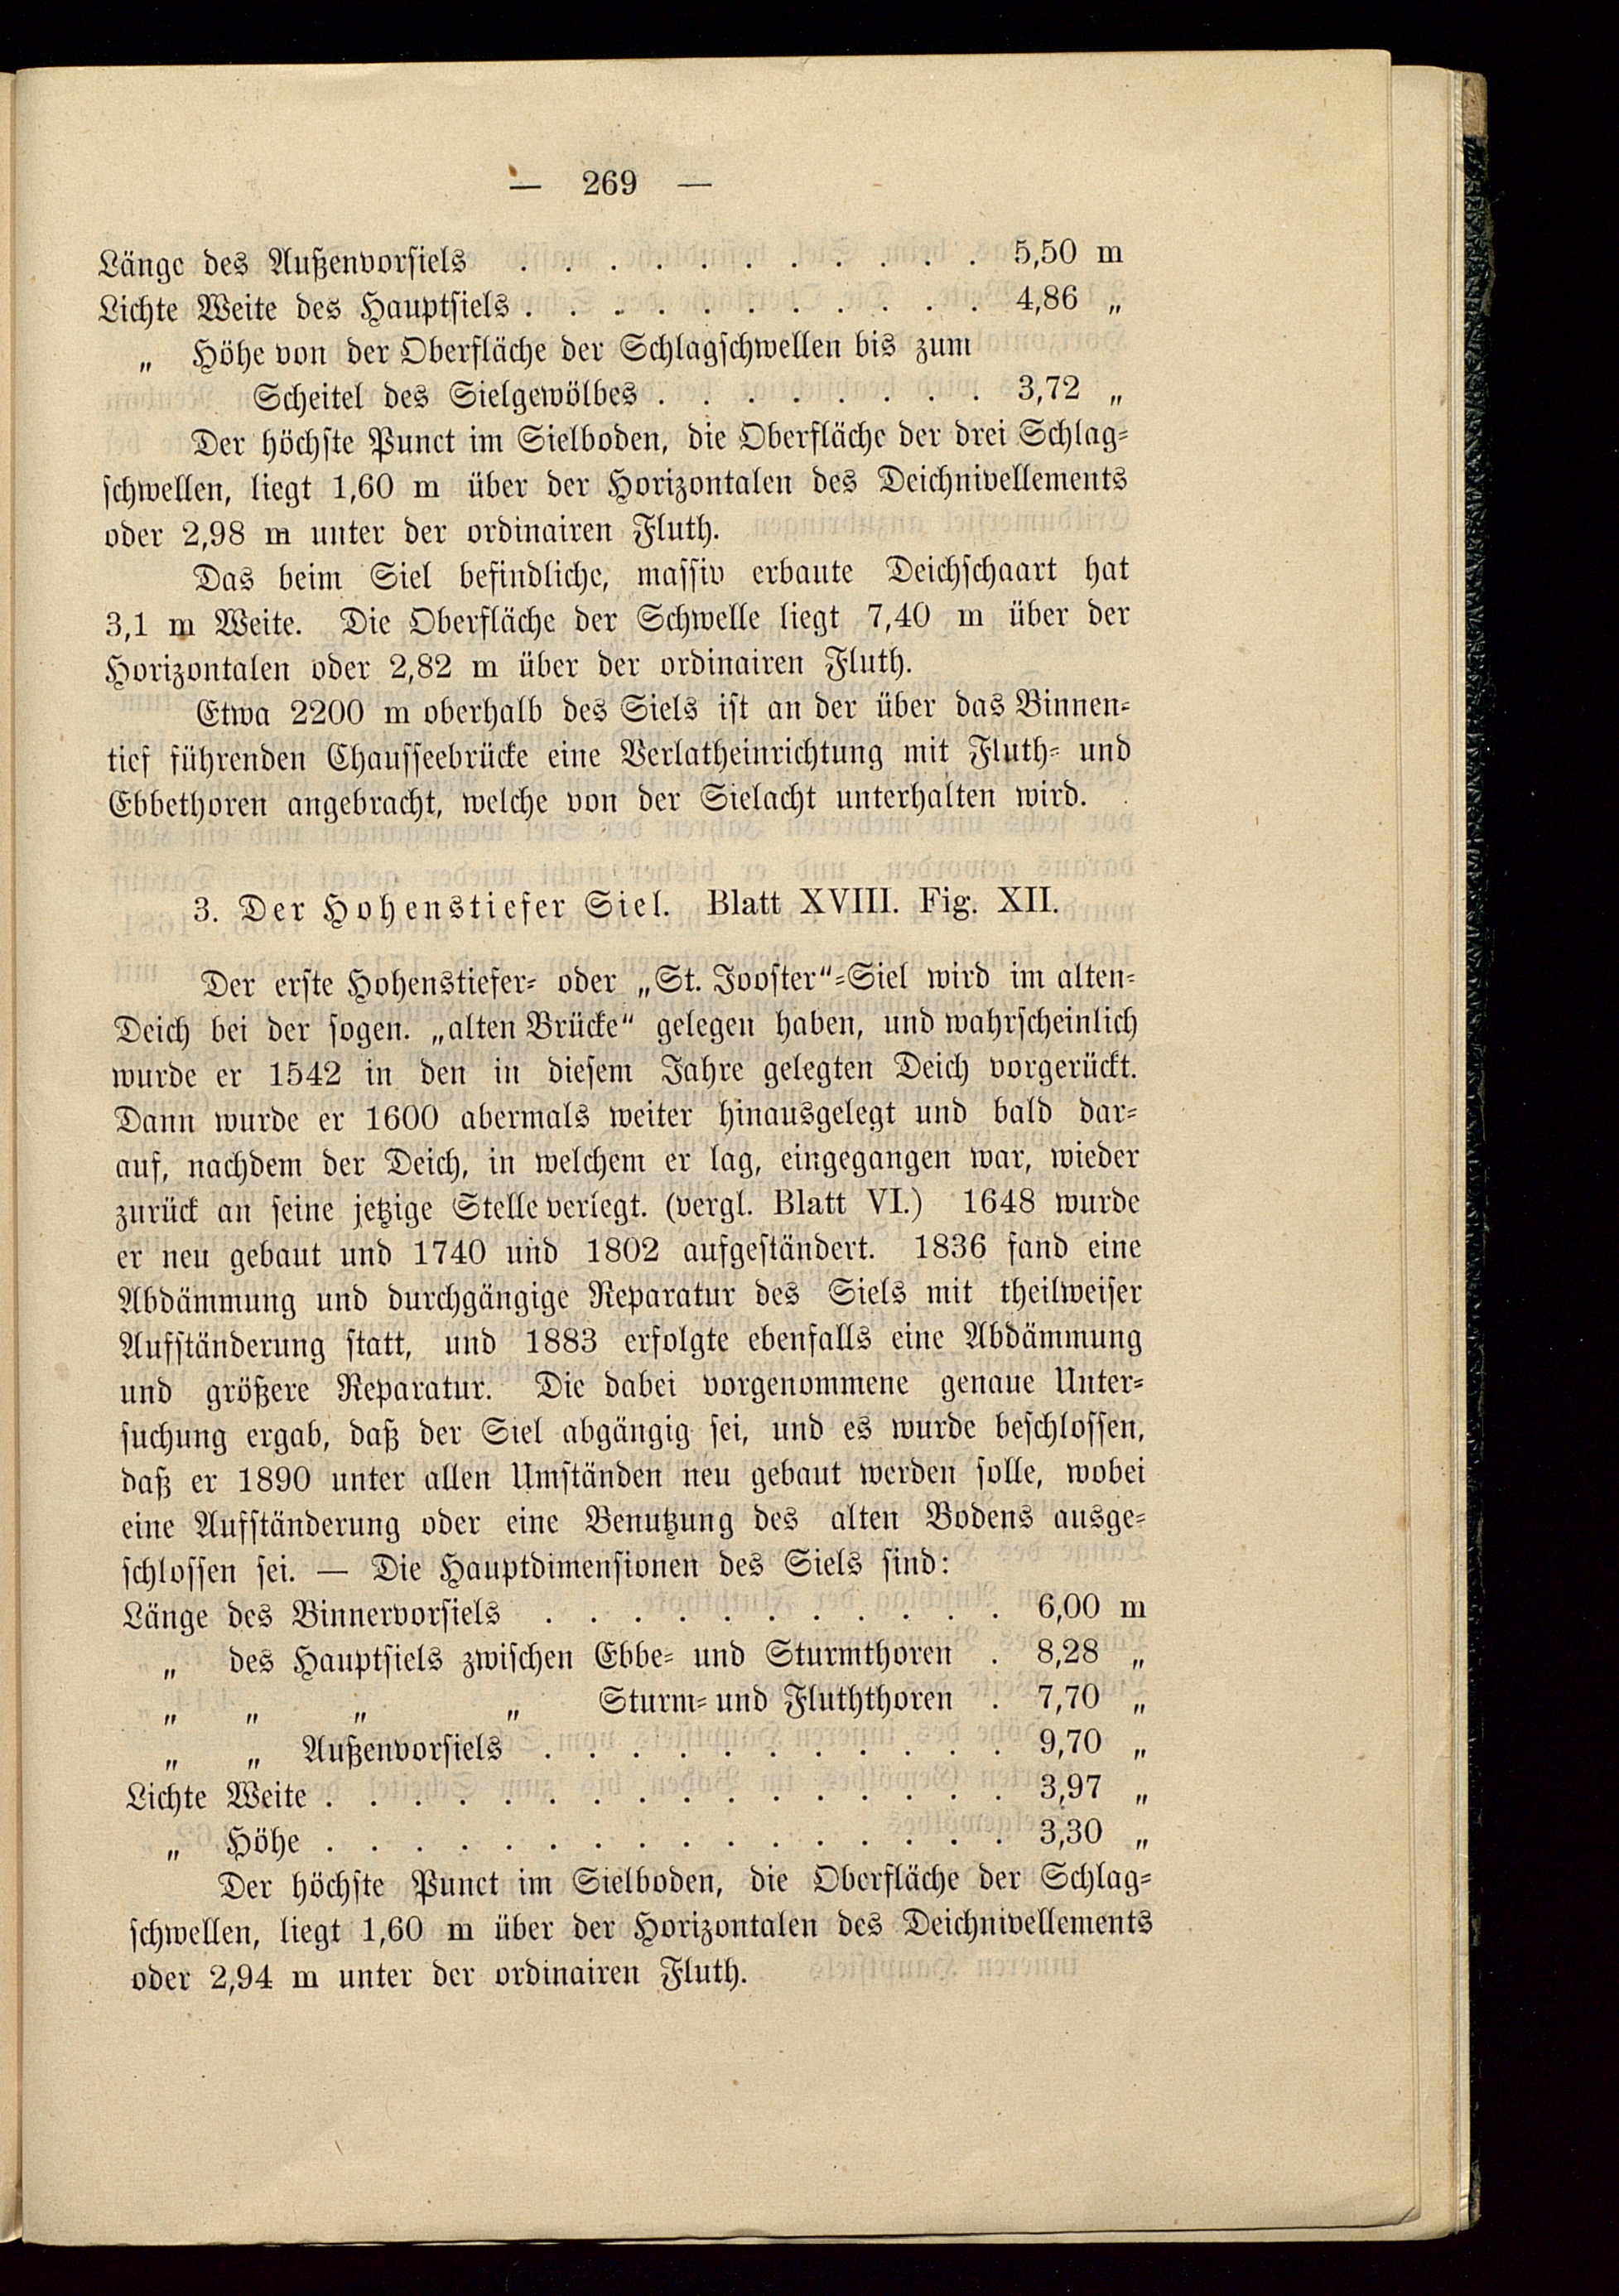 — 269 —
Länge des Außenvorsiels . . . . . . . . . . . 5,50 m
Lichte Weite des Hauptsiels . . . . . . . . . . . 4,86 „
„ Höhe von der Oberfläche der Schlagschwellen bis zum
Scheitel des Sielgewölbes . . . . . . . . 3,72 „
Der höchste Punct im Sielboden, die Oberfläche der drei Schlag-
schwellen, liegt 1,60 m über der Horizontalen des Deichnivellements
oder 2,98 m unter der ordinairen Fluth.
Das beim Siel befindliche, massiv erbaute Deichschaart hat
3,1 m Weite. Die Oberfläche der Schwelle liegt 7,40 m über der
Horizontalen oder 2,82 m über der ordinairen Fluth.
Etwa 2200 m oberhalb des Siels ist an der über das Binnen-
tief führenden Chausseebrücke eine Verlatheinrichtung mit Fluth- und
Ebbethoren angebracht, welche von der Sielacht unterhalten wird.
3. Der Hohenstiefer Siel. Blatt XVIII. Fig. XII.
Der erste Hohenstiefer- oder „St. Jooster"-Siel wird im alten-
Deich bei der sogen. „alten Brücke" gelegen haben, und wahrscheinlich
wurde er 1542 in den in diesem Jahre gelegten Deich vorgerückt.
Dann wurde er 1600 abermals weiter hinausgelegt und bald dar-
auf, nachdem der Deich, in welchem er lag, eingegangen war, wieder
zurück an seine jetzige Stelle verlegt. (vergl. Blatt VI.) 1648 wurde
er neu gebaut und 1740 und 1802 aufgeständert. 1836 fand eine
Abdämmung und durchgängige Reparatur des Siels mit theilweiser
Aufständerung statt, und 1883 erfolgte ebenfalls eine Abdämmung
und größere Reparatur. Die dabei vorgenommene genaue Unter-
suchung ergab, daß der Siel abgängig sei, und es wurde beschlossen,
daß er 1890 unter allen Umständen neu gebaut werden solle, wobei
eine Aufständerung oder eine Benutzung des alten Bodens ausge-
schlossen sei. — Die Hauptdimensionen des Siels sind:
Länge des Binnervorsiels . . . . . . . . . . . 6,00 m
„ des Hauptsiels zwischen Ebbe- und Sturmthoren . 8,28 „
„ „ „ „ Sturm- und Fluththoren . 7,70 „
„ „ Außenvorsiels . . . . . . . . . . . 9,70 „
Lichte Weite . . . . . . . . . . . . . . . . 3,97 „
„ Höhe . . . . . . . . . . . . . . . . 3,30 „
Der höchste Punct im Sielboden, die Oberfläche der Schlag-
schwellen, liegt 1,60 m über der Horizontalen des Deichnivellements
oder 2,94 m unter der ordinairen Fluth.